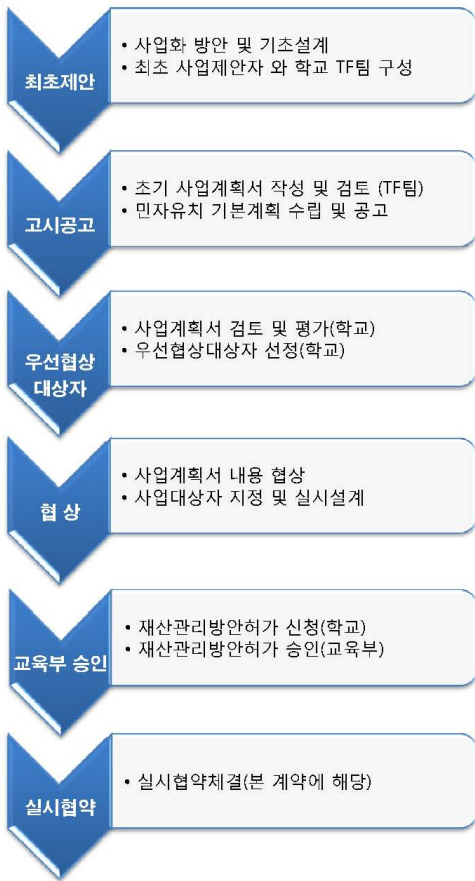 최초제안
• 사업화 방안 및 기초설계
• 최초 사업제안자 와 학교 TF팀 구성
고시공고
• 초기 사업계획서 작성 및 검토 (TF팀)
• 민자유치 기본계획 수립 및 공고
우선협상
대상자
• 사업계획서 검토 및 평가(학교)
• 우선협상대상자 선정(학교)
협 상
• 사업계획서 내용 협상
• 사업대상자 지정 및 실시설계
교육부 승인
• 재산관리방안허가 신청(학교)
• 재산관리방안허가 승인(교육부)
실시협약
• 실시협약체결(본 계약에 해당)